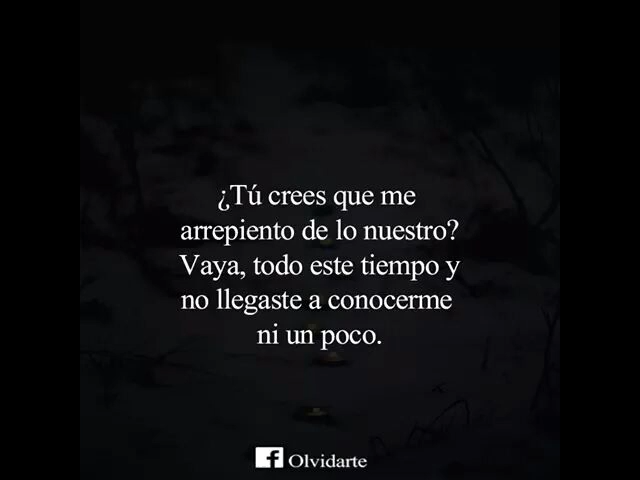 ¿Tú crees que me
arrepiento de lo nuestro?
Vaya, todo este tiempo y
no llegaste a conocerme
ni un poco.
f Olvidarte